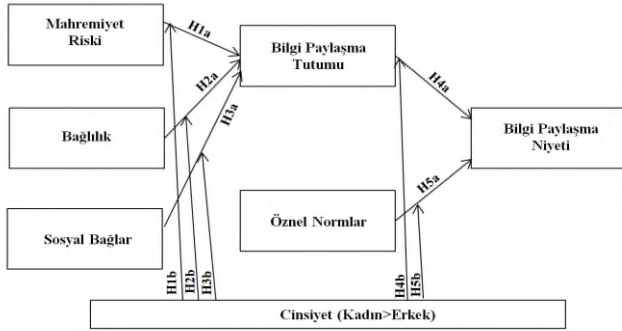 Mahremiyet
Riski
H1a
Bilgi Paylaşma
Tutumu
H2a
H3a
H4a
Bağlılık
Bilgi Paylaşma
Niyeti
H5a
Sosyal Bağlar
Öznel Normlar
H1b
H2b
H3b
H4b
H5b
Cinsiyet (Kadın>Erkek)